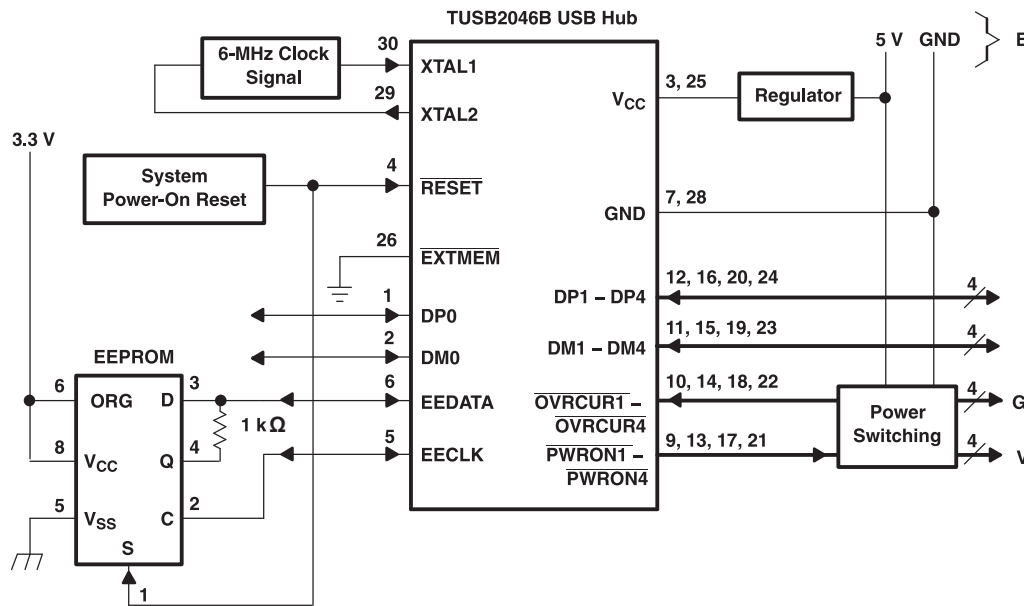 TUSB2046B USB Hub
6-MHz Clock
Signal
30
XTAL1
29
XTAL2
3.3 V
System
Power-On Reset
4
RESET
26
EXTMEM
1
DP0
2
DM0
EEPROM
6
ORG
D
3
6
EEDATA
1 kΩ
8
VCC
Q
4
5
EECLK
5
VSS
C
2
S
1
5 V
GND
E
VCC
3, 25
Regulator
GND
7, 28
DP1 – DP4
12, 16, 20, 24
4
DM1 – DM4
11, 15, 19, 23
4
OVRCUR1 –
OVRCUR4
10, 14, 18, 22
Power
Switching
4
G
PWRON1 –
PWRON4
9, 13, 17, 21
4
V